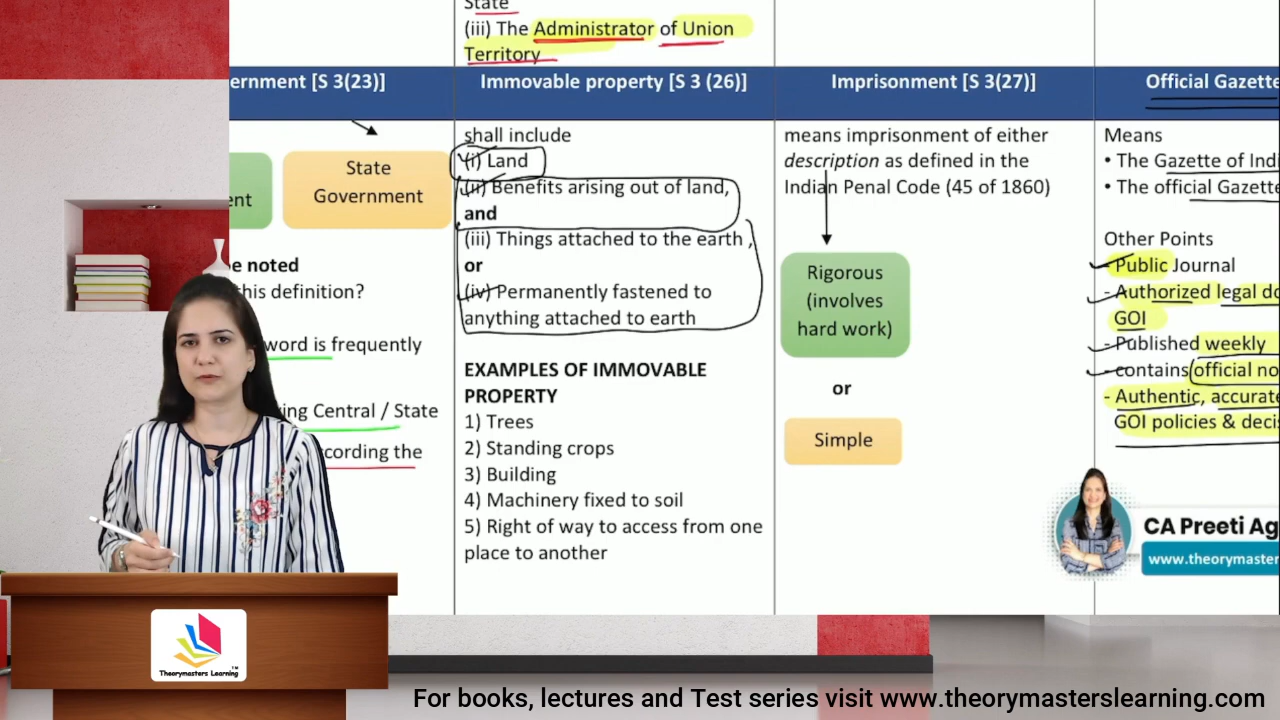 State
(iii) The Administrator of Union
Territory
ernment [S 3(23)]
Immovable property [S 3 (26)]
Imprisonment [S 3(27)]
Official Gazette
ent
State
Government
e noted
this definition?
word is frequently
ing Central / State
cording the
shall include
(i) Land
(ii) Benefits arising out of land,
and
(iii) Things attached to the earth ,
or
(iv) Permanently fastened to
anything attached to earth
EXAMPLES OF IMMOVABLE
PROPERTY
1) Trees
2) Standing crops
3) Building
4) Machinery fixed to soil
5) Right of way to access from one
place to another
means imprisonment of either
description as defined in the
Indian Penal Code (45 of 1860)
Rigorous
(involves
hard work)
or
Simple
Means
• The Gazette of Ind
• The official Gazette
Other Points
- Public Journal
- Authorized legal do
GOI
- Published weekly
- contains official no
- Authentic, accurate
GOI policies & decis
CA Preeti Ag
www.theorymaster
Theorymasters Learning™
For books, lectures and Test series visit www.theorymasterslearning.com